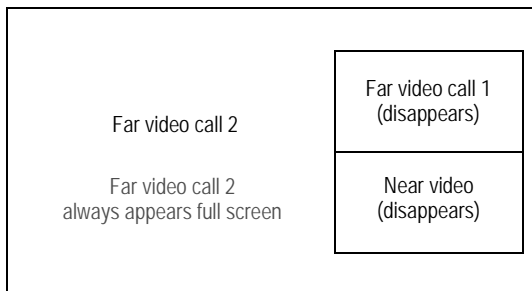 Far video call 2
Far video call 2
always appears full screen
Far video call 1
(disappears)
Near video
(disappears)